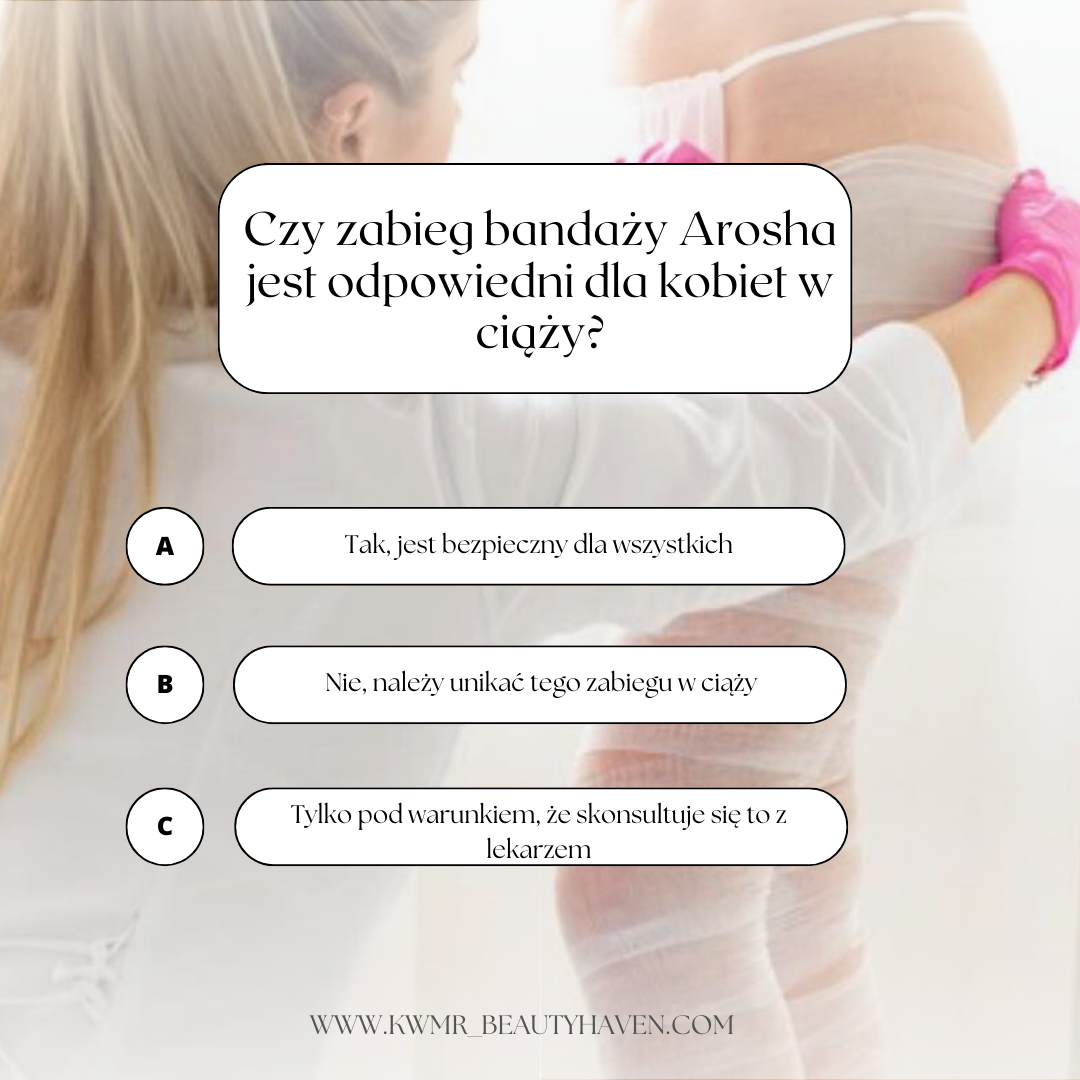 Czy zabieg bandaży Arosha
jest odpowiedni dla kobiet w
ciąży?
A
Tak, jest bezpieczny dla wszystkich
B
Nie, należy unikać tego zabiegu w ciąży
C
Tylko pod warunkiem, że skonsultuje się to z
lekarzem
WWW.KWMR_BEAUTYHAVEN.COM